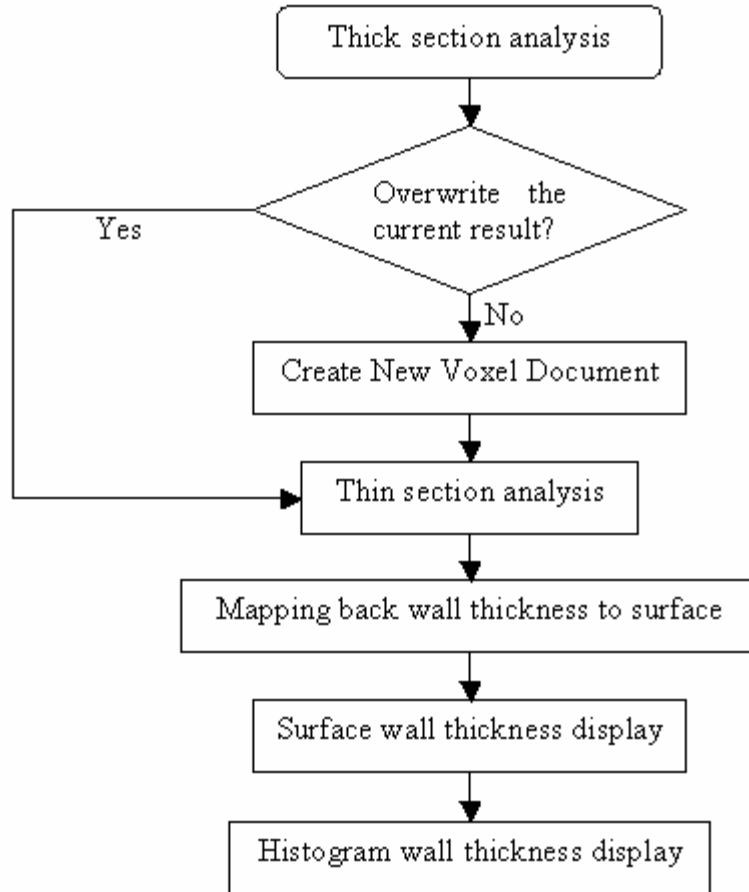 Thick section analysis
Overwrite the
current result?
Yes
No
Create New Voxel Document
Thin section analysis
Mapping back wall thickness to surface
Surface wall thickness display
Histogram wall thickness display